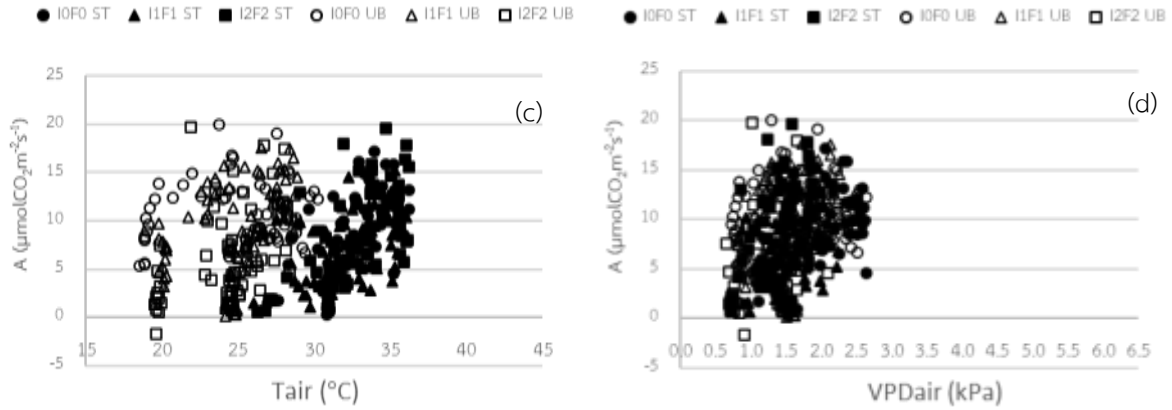 I0F0 ST I1F1 ST I2F2 ST I0F0 UB I1F1 UB I2F2 UB
25
20
15
10
5
0
-5
A (µmolCO₂m⁻²s⁻¹)
(c)
15 20 25 30 35 40 45
Tair (°C)
I0F0 ST I1F1 ST I2F2 ST I0F0 UB I1F1 UB I2F2 UB
25
20
15
10
5
0
-5
A (µmolCO₂m⁻²s⁻¹)
(d)
0.0 0.5 1.0 1.5 2.0 2.5 3.0 3.5 4.0 4.5 5.0 5.5 6.0 6.5
VPDair (kPa)